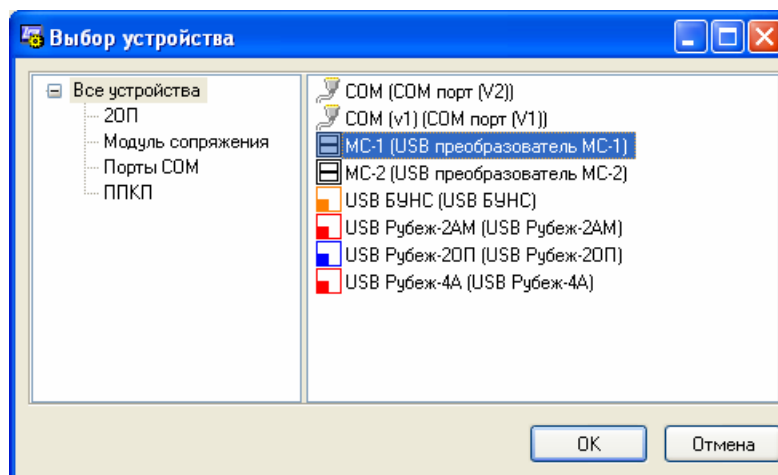 Выбор устройства
Все устройства
2ОП
Модуль сопряжения
Порты COM
ППКП
COM (COM порт (V2))
COM (v1) (COM порт (V1))
МС-1 (USB преобразователь МС-1)
МС-2 (USB преобразователь МС-2)
USB БУНС (USB БУНС)
USB Рубеж-2АМ (USB Рубеж-2АМ)
USB Рубеж-2ОП (USB Рубеж-2ОП)
USB Рубеж-4А (USB Рубеж-4А)
OK
Отмена